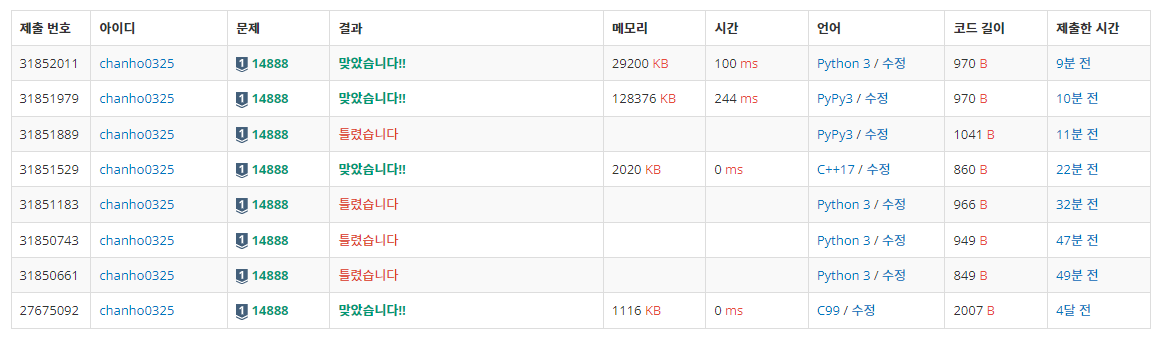 제출 번호 아이디 문제 결과 메모리 시간 언어 코드 길이 제출한 시간
31852011 chanho0325 1 14888 맞았습니다!! 29200 KB 100 ms Python 3 / 수정 970 B 9분 전
31851979 chanho0325 1 14888 맞았습니다!! 128376 KB 244 ms PyPy3 / 수정 970 B 10분 전
31851889 chanho0325 1 14888 틀렸습니다 PyPy3 / 수정 1041 B 11분 전
31851529 chanho0325 1 14888 맞았습니다!! 2020 KB 0 ms C++17 / 수정 860 B 22분 전
31851183 chanho0325 1 14888 틀렸습니다 Python 3 / 수정 966 B 32분 전
31850743 chanho0325 1 14888 틀렸습니다 Python 3 / 수정 949 B 47분 전
31850661 chanho0325 1 14888 틀렸습니다 Python 3 / 수정 849 B 49분 전
27675092 chanho0325 1 14888 맞았습니다!! 1116 KB 0 ms C99 / 수정 2007 B 4달 전